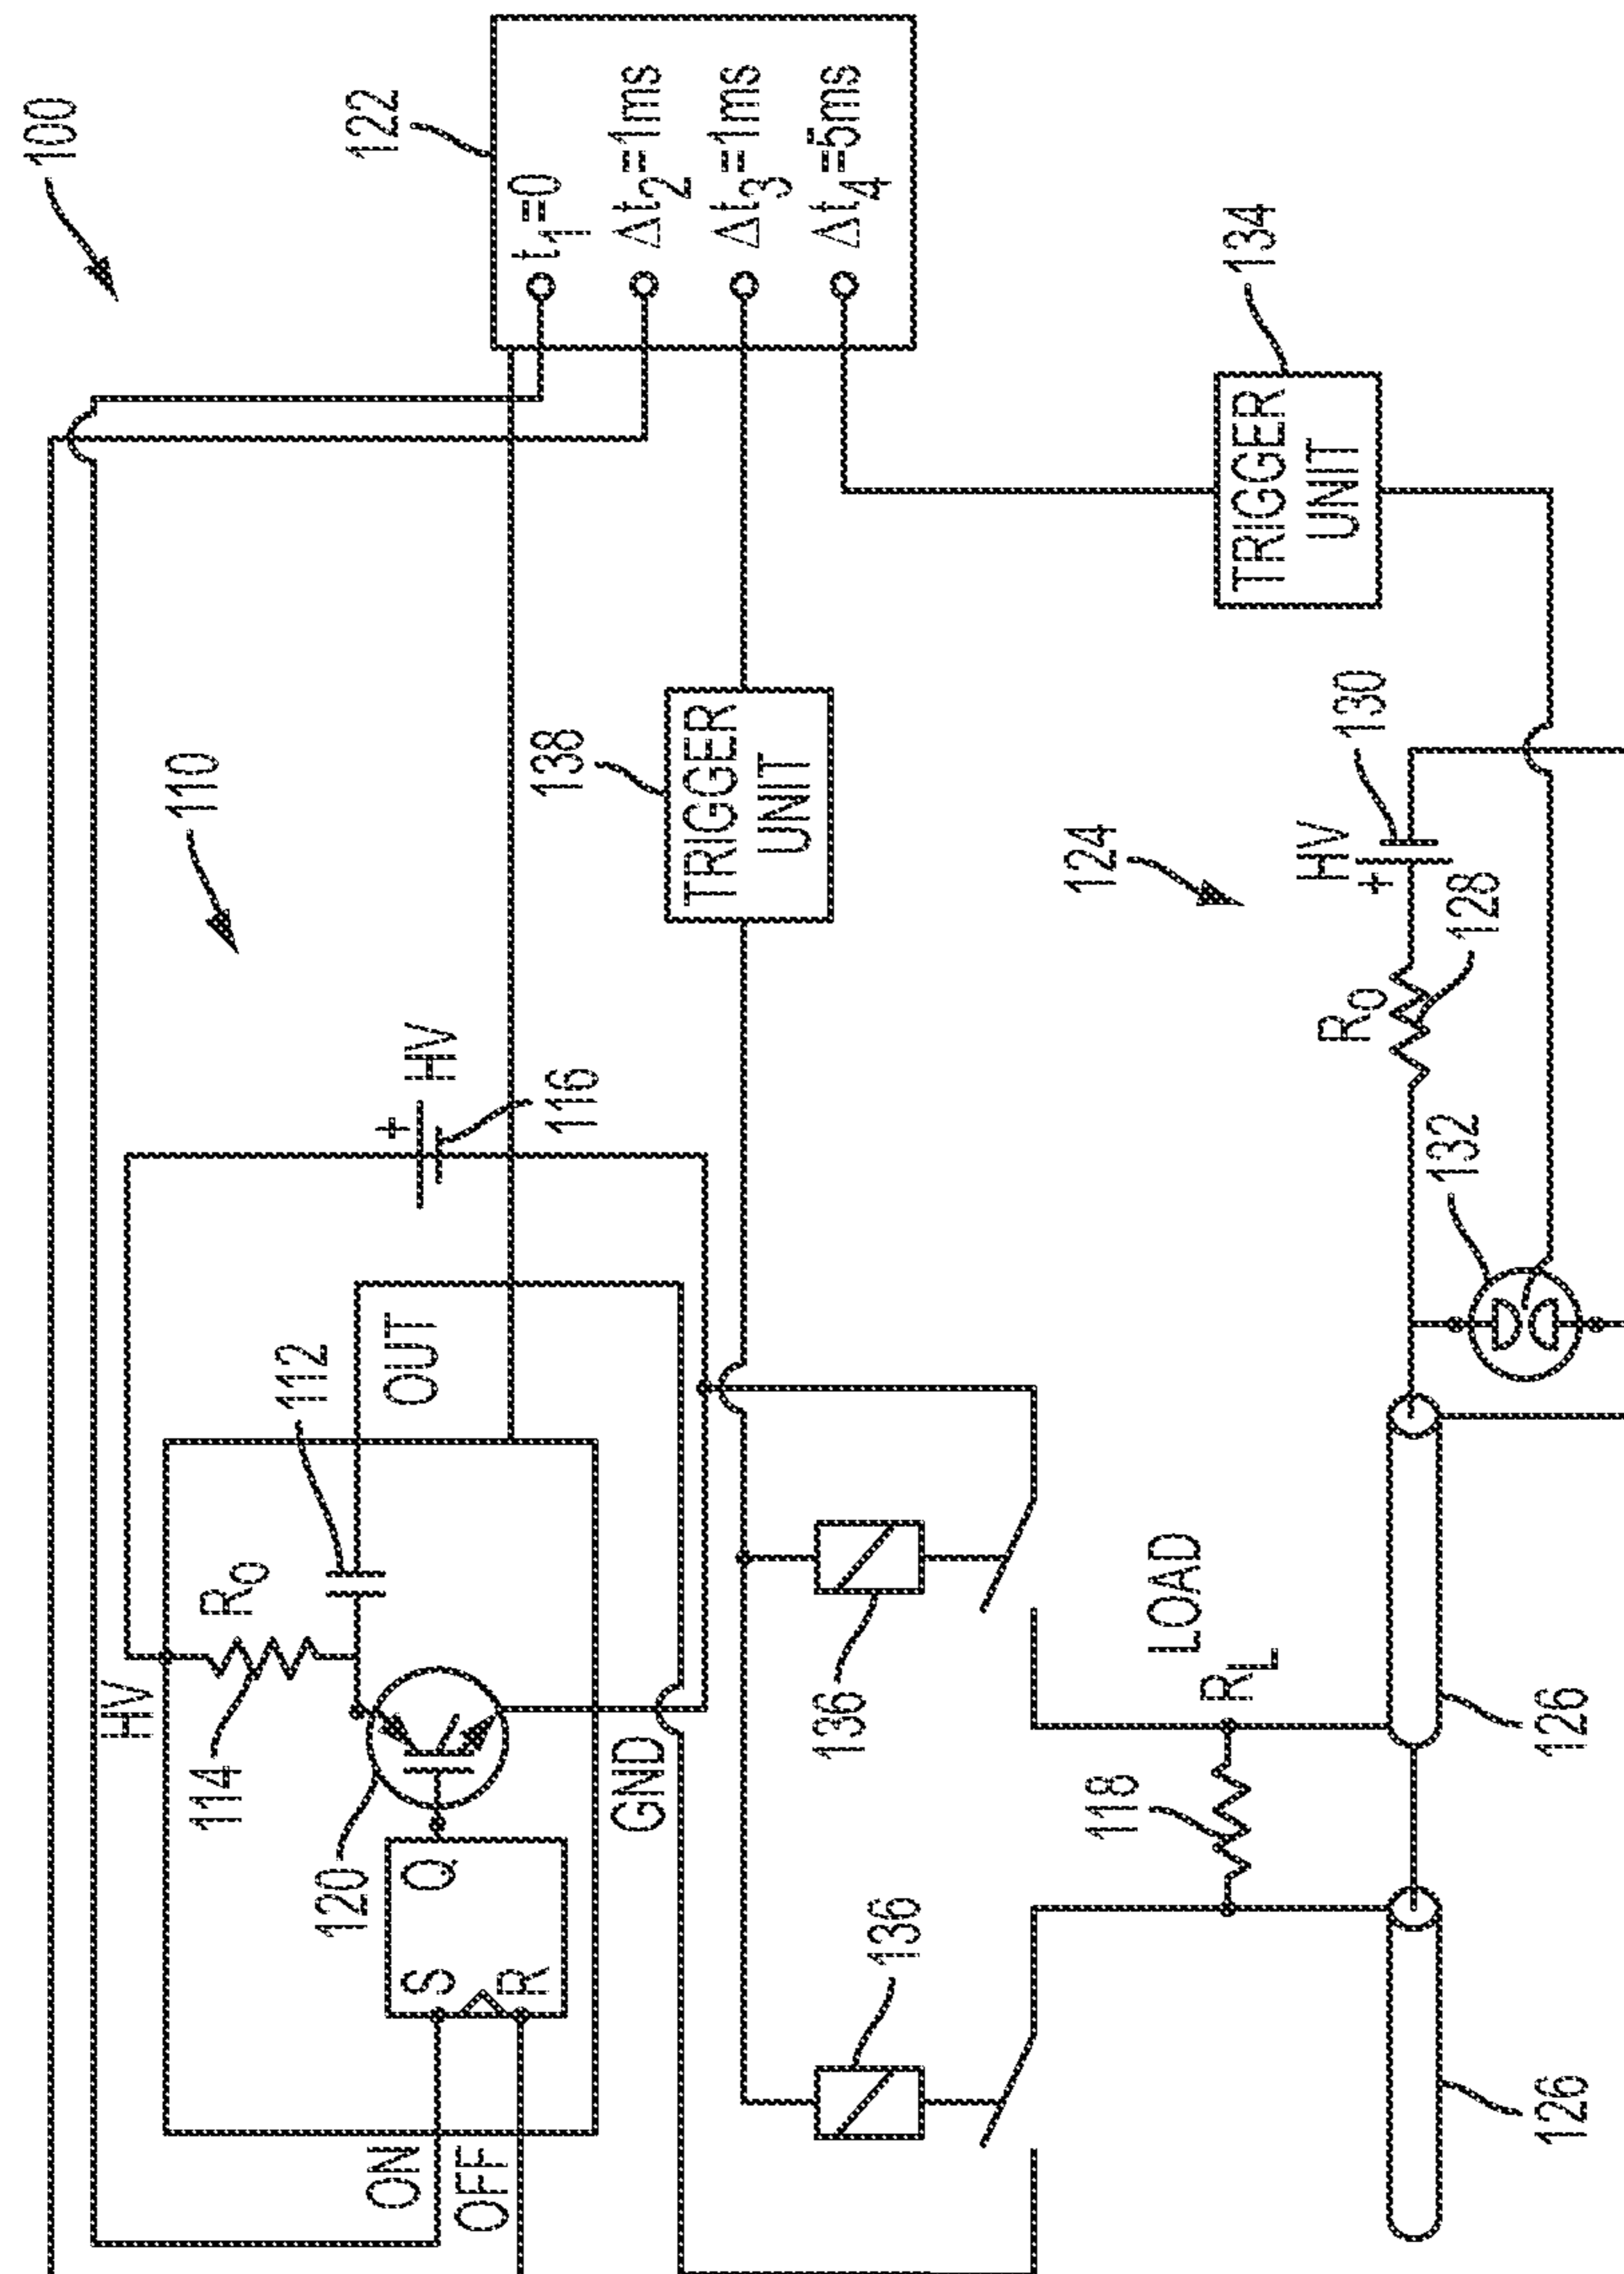 100
110
HV
114
R0
112
OUT
HV
+
116
120
Q
S
R
ON
OFF
GND
138
TRIGGER
UNIT
122
t1=0
Δt2=1ms
Δt3=1ms
Δt4=5ms
136
136
118
LOAD
RL
124
HV
+
130
R0
128
132
TRIGGER
UNIT
134
126
126